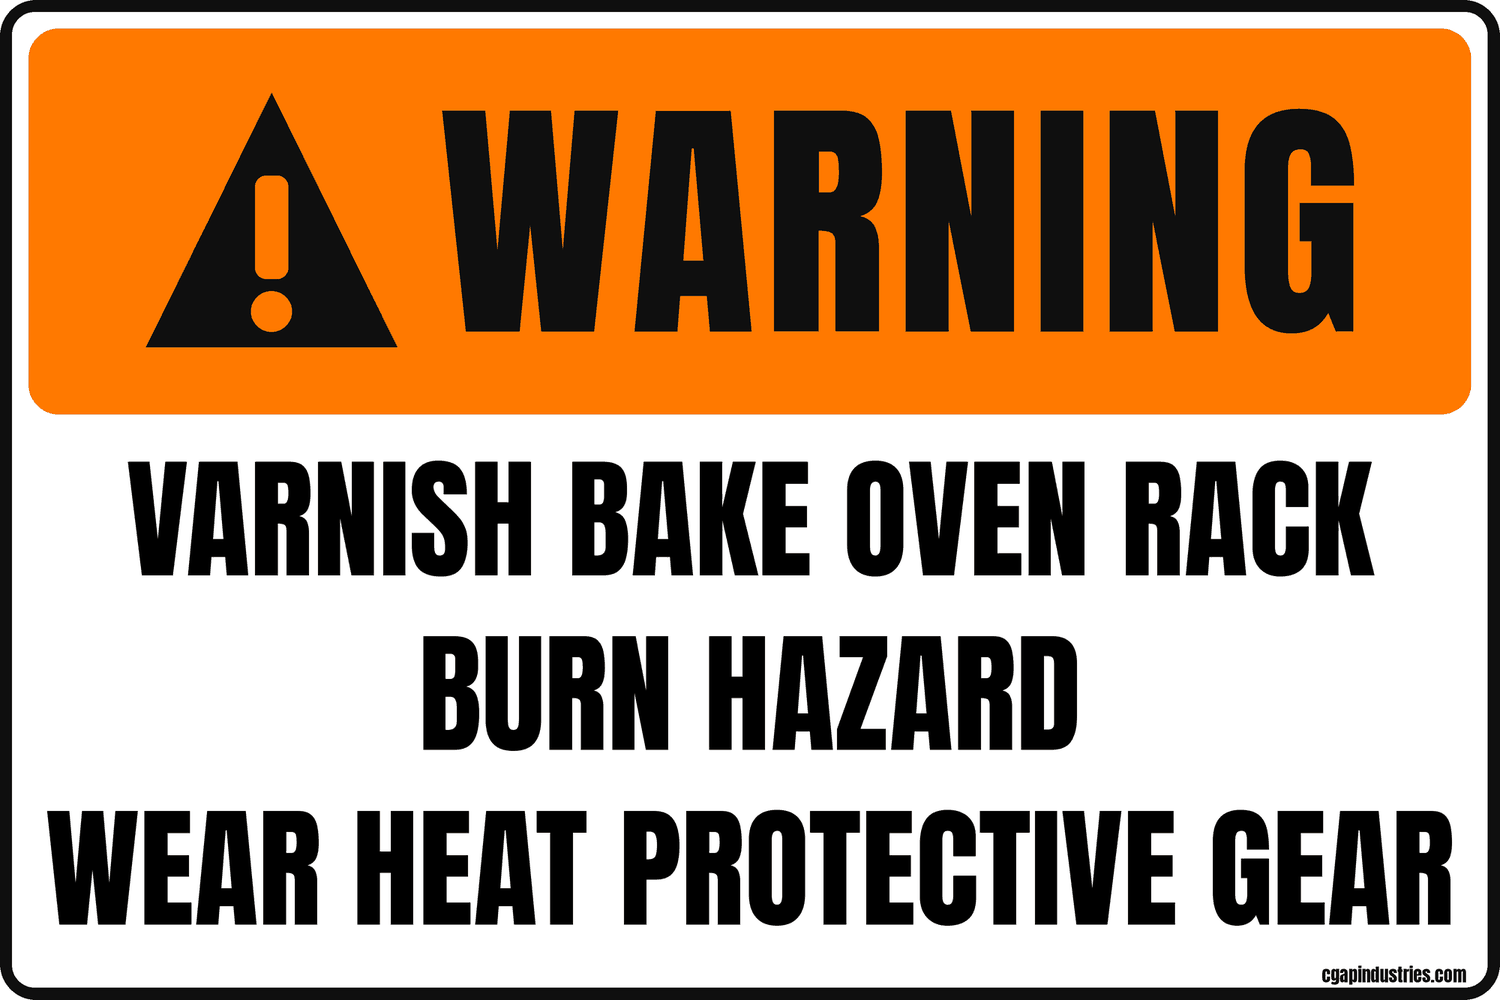 WARNING
VARNISH BAKE OVEN RACK
BURN HAZARD
WEAR HEAT PROTECTIVE GEAR
cgapindustries.com